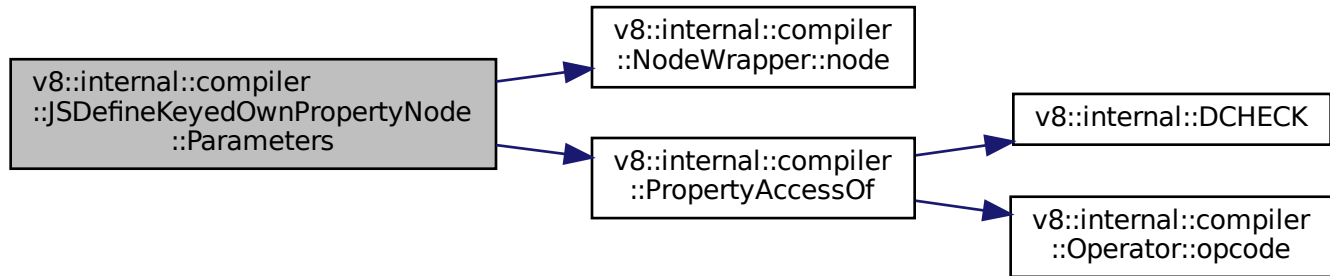 v8::internal::compiler
::JSDefineKeyedOwnPropertyNode
::Parameters
v8::internal::compiler
::NodeWrapper::node
v8::internal::compiler
::PropertyAccessOf
v8::internal::DCHECK
v8::internal::compiler
::Operator::opcode